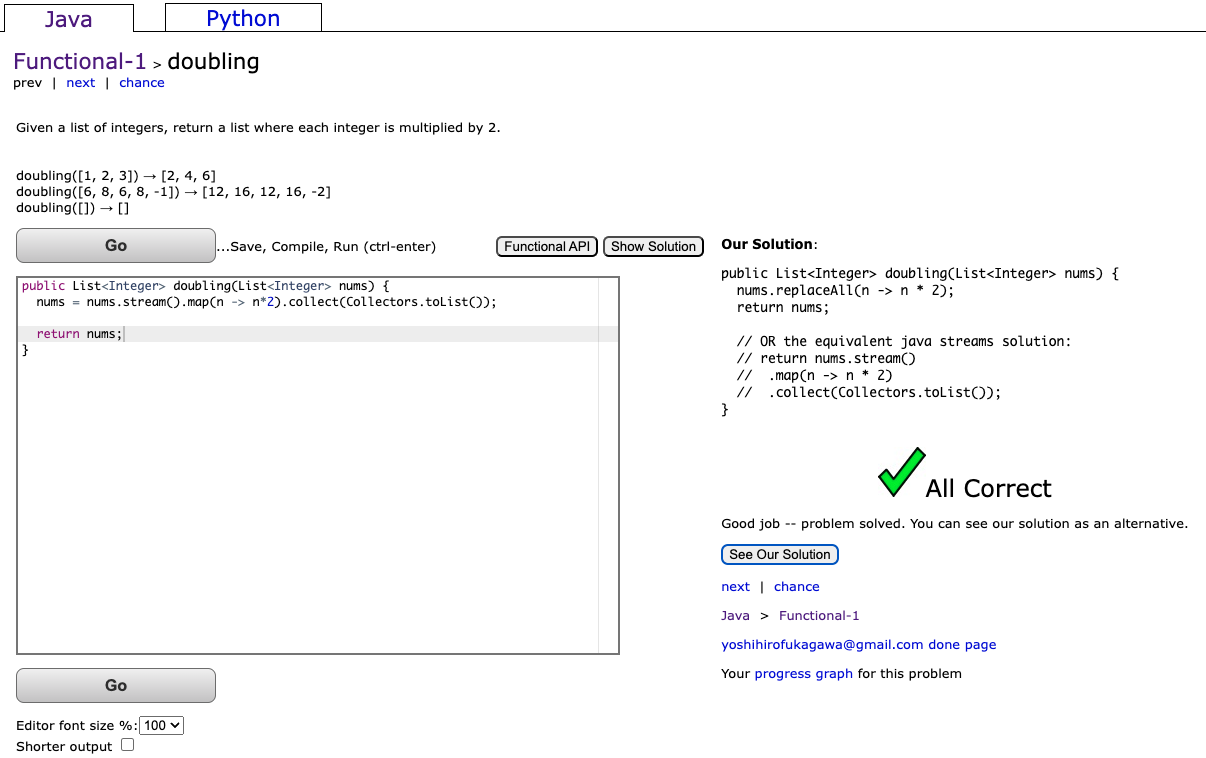 Java
Python
Functional-1 > doubling
prev | next | chance
Given a list of integers, return a list where each integer is multiplied by 2.
doubling([1, 2, 3]) → [2, 4, 6]
doubling([6, 8, 6, 8, -1]) → [12, 16, 12, 16, -2]
doubling([]) → []
Go
...Save, Compile, Run (ctrl-enter)
Functional API
Show Solution
public List<Integer> doubling(List<Integer> nums) {
  nums = nums.stream().map(n -> n*2).collect(Collectors.toList());
  return nums;
}
Go
Editor font size %: 100
Shorter output
Our Solution:
public List<Integer> doubling(List<Integer> nums) {
  nums.replaceAll(n -> n * 2);
  return nums;
  // OR the equivalent java streams solution:
  // return nums.stream()
  //  .map(n -> n * 2)
  //  .collect(Collectors.toList());
}
All Correct
Good job -- problem solved. You can see our solution as an alternative.
See Our Solution
next | chance
Java > Functional-1
yoshihirofukagawa@gmail.com done page
Your progress graph for this problem